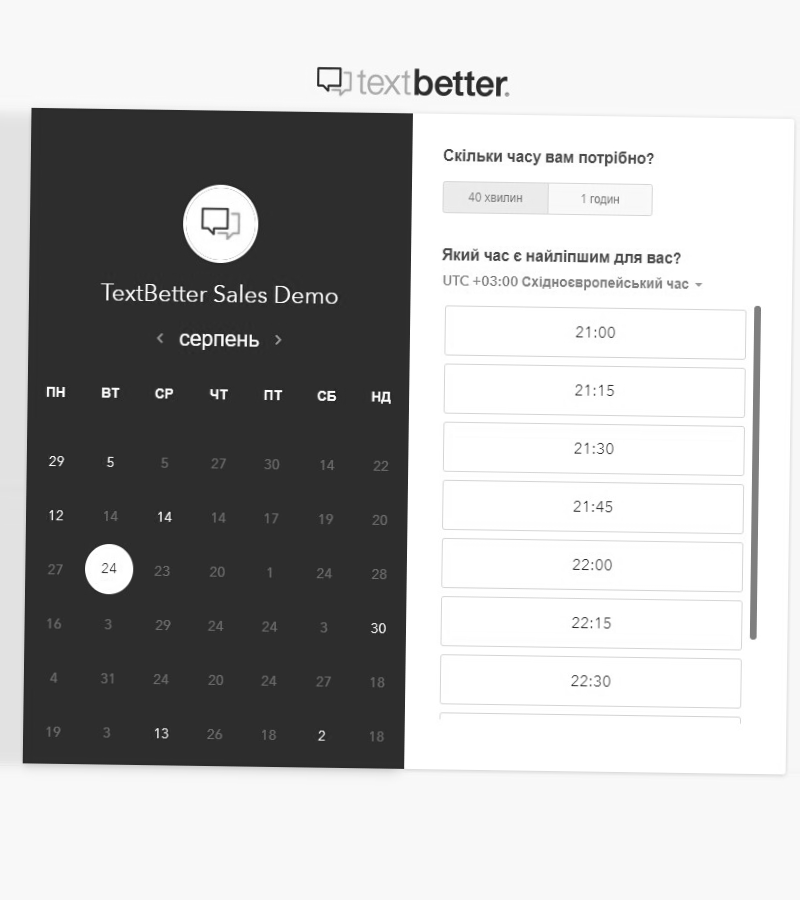 textbetter.
TextBetter Sales Demo
серпень
ПН ВТ СР ЧТ ПТ СБ НД
29 5 5 27 30 14 22
12 14 14 14 17 19 20
27 24 23 20 1 24 28
16 3 29 24 24 3 30
4 31 24 20 24 27 18
19 3 13 26 18 2 18
Скільки часу вам потрібно?
40 хвилин 1 годин
Який час є найліпшим для вас?
UTC +03:00 Східноєвропейський час
21:00
21:15
21:30
21:45
22:00
22:15
22:30